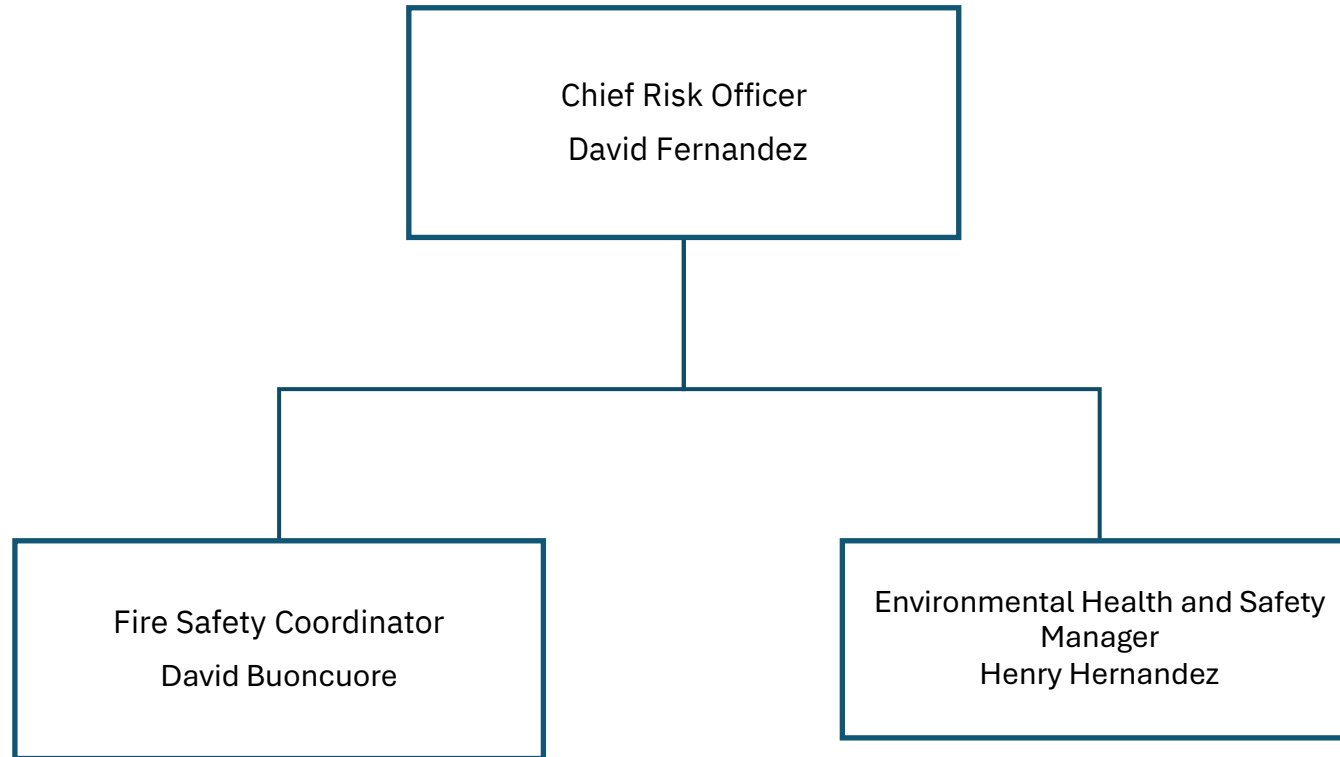 Chief Risk Officer
David Fernandez
Fire Safety Coordinator
David Buoncuore
Environmental Health and Safety
Manager
Henry Hernandez